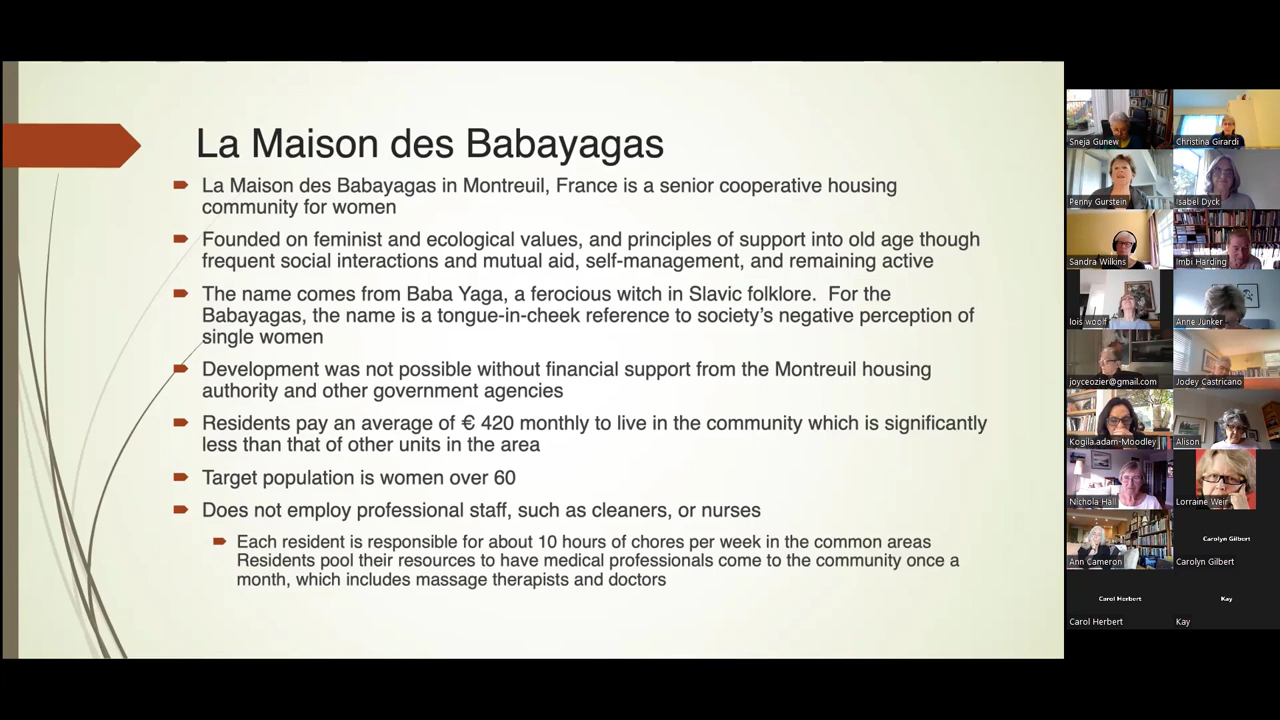 La Maison des Babayagas
La Maison des Babayagas in Montreuil, France is a senior cooperative housing
community for women
Founded on feminist and ecological values, and principles of support into old age though
frequent social interactions and mutual aid, self-management, and remaining active
The name comes from Baba Yaga, a ferocious witch in Slavic folklore.  For the
Babayagas, the name is a tongue-in-cheek reference to society's negative perception of
single women
Development was not possible without financial support from the Montreuil housing
authority and other government agencies
Residents pay an average of € 420 monthly to live in the community which is significantly
less than that of other units in the area
Target population is women over 60
Does not employ professional staff, such as cleaners, or nurses
Each resident is responsible for about 10 hours of chores per week in the common areas
Residents pool their resources to have medical professionals come to the community once a
month, which includes massage therapists and doctors
Sneja Gunew
Christina Girardi
Penny Gurstein
Isabel Dyck
Sandra Wilkins
Imbi Harding
lois woolf
Anne Junker
joyceozier@gmail.com
Jodey Castricano
Kogila.adam-Moodley
Alison
Nichola Hall
Lorraine Weir
Ann Cameron
Carolyn Gilbert
Carolyn Gilbert
Carol Herbert
Kay
Carol Herbert
Kay